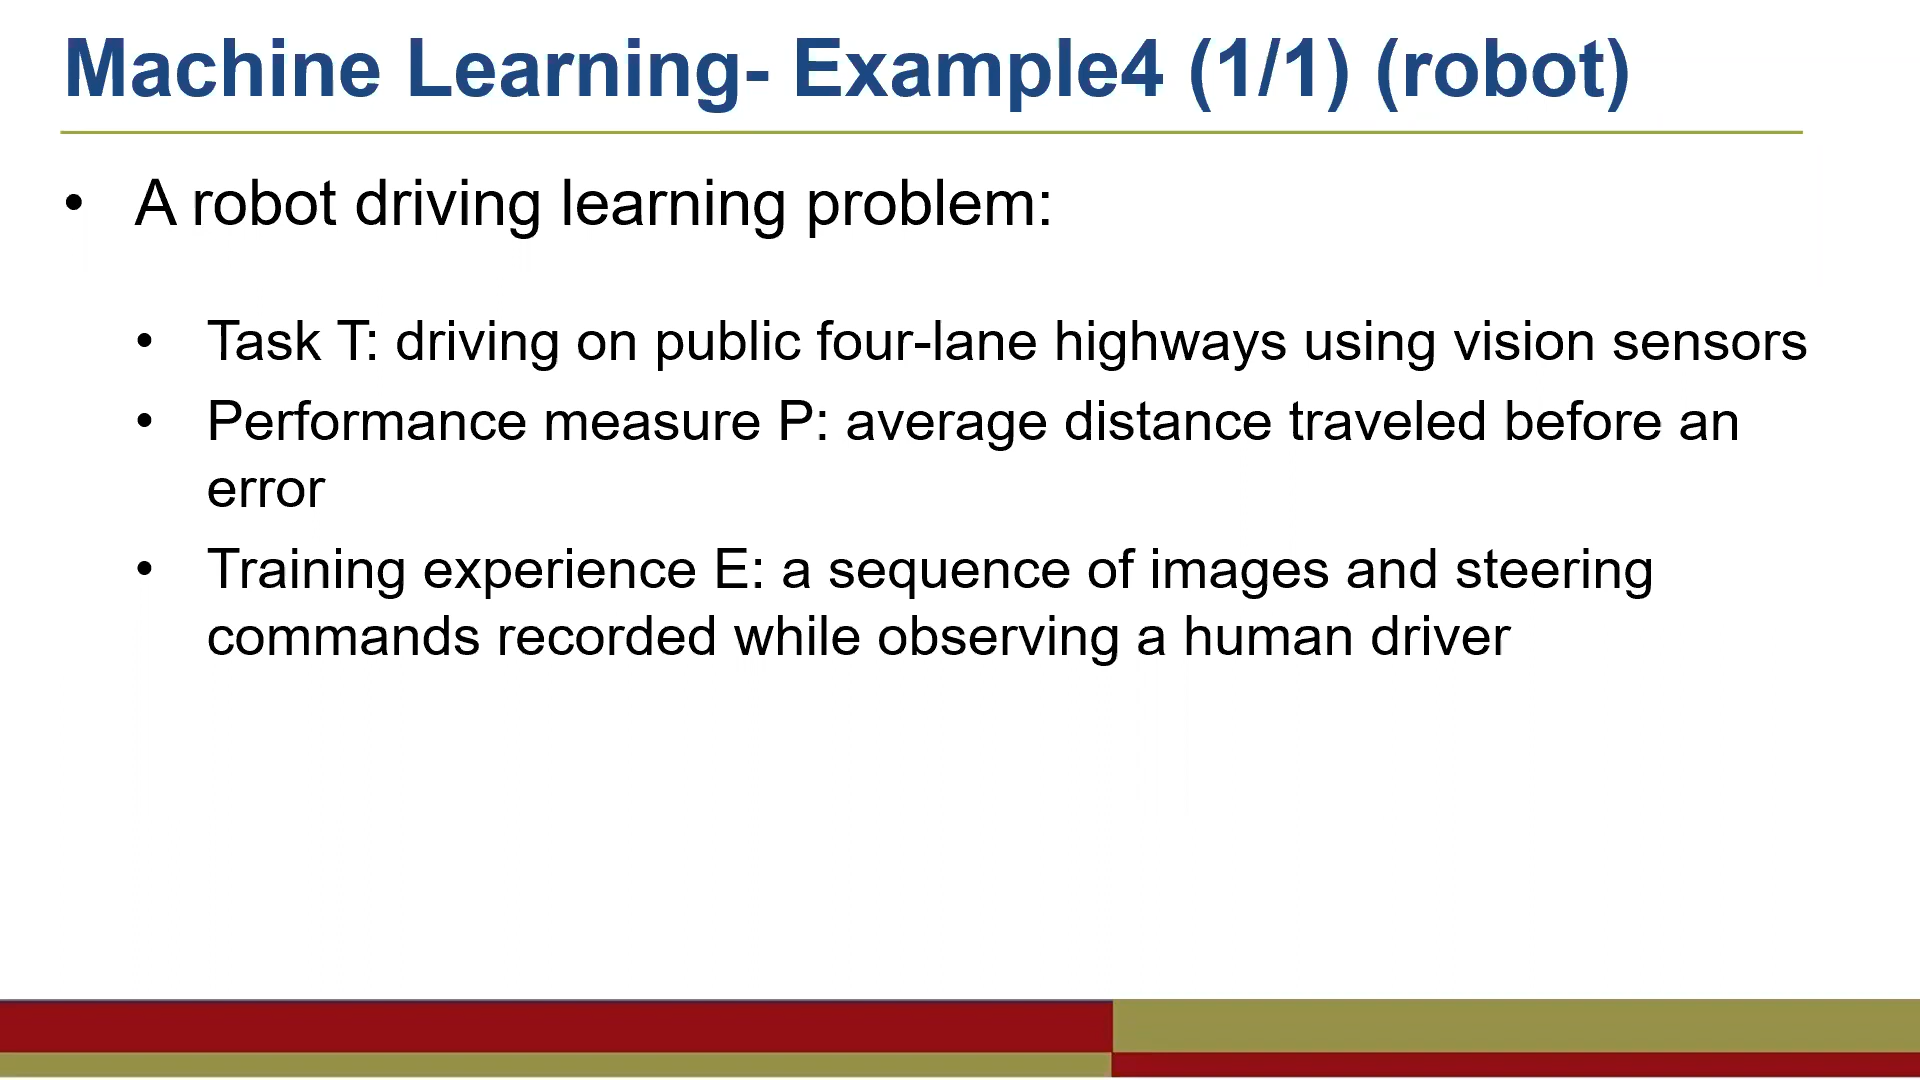 Machine Learning- Example4 (1/1) (robot)
• A robot driving learning problem:
• Task T: driving on public four-lane highways using vision sensors
• Performance measure P: average distance traveled before an
error
• Training experience E: a sequence of images and steering
commands recorded while observing a human driver